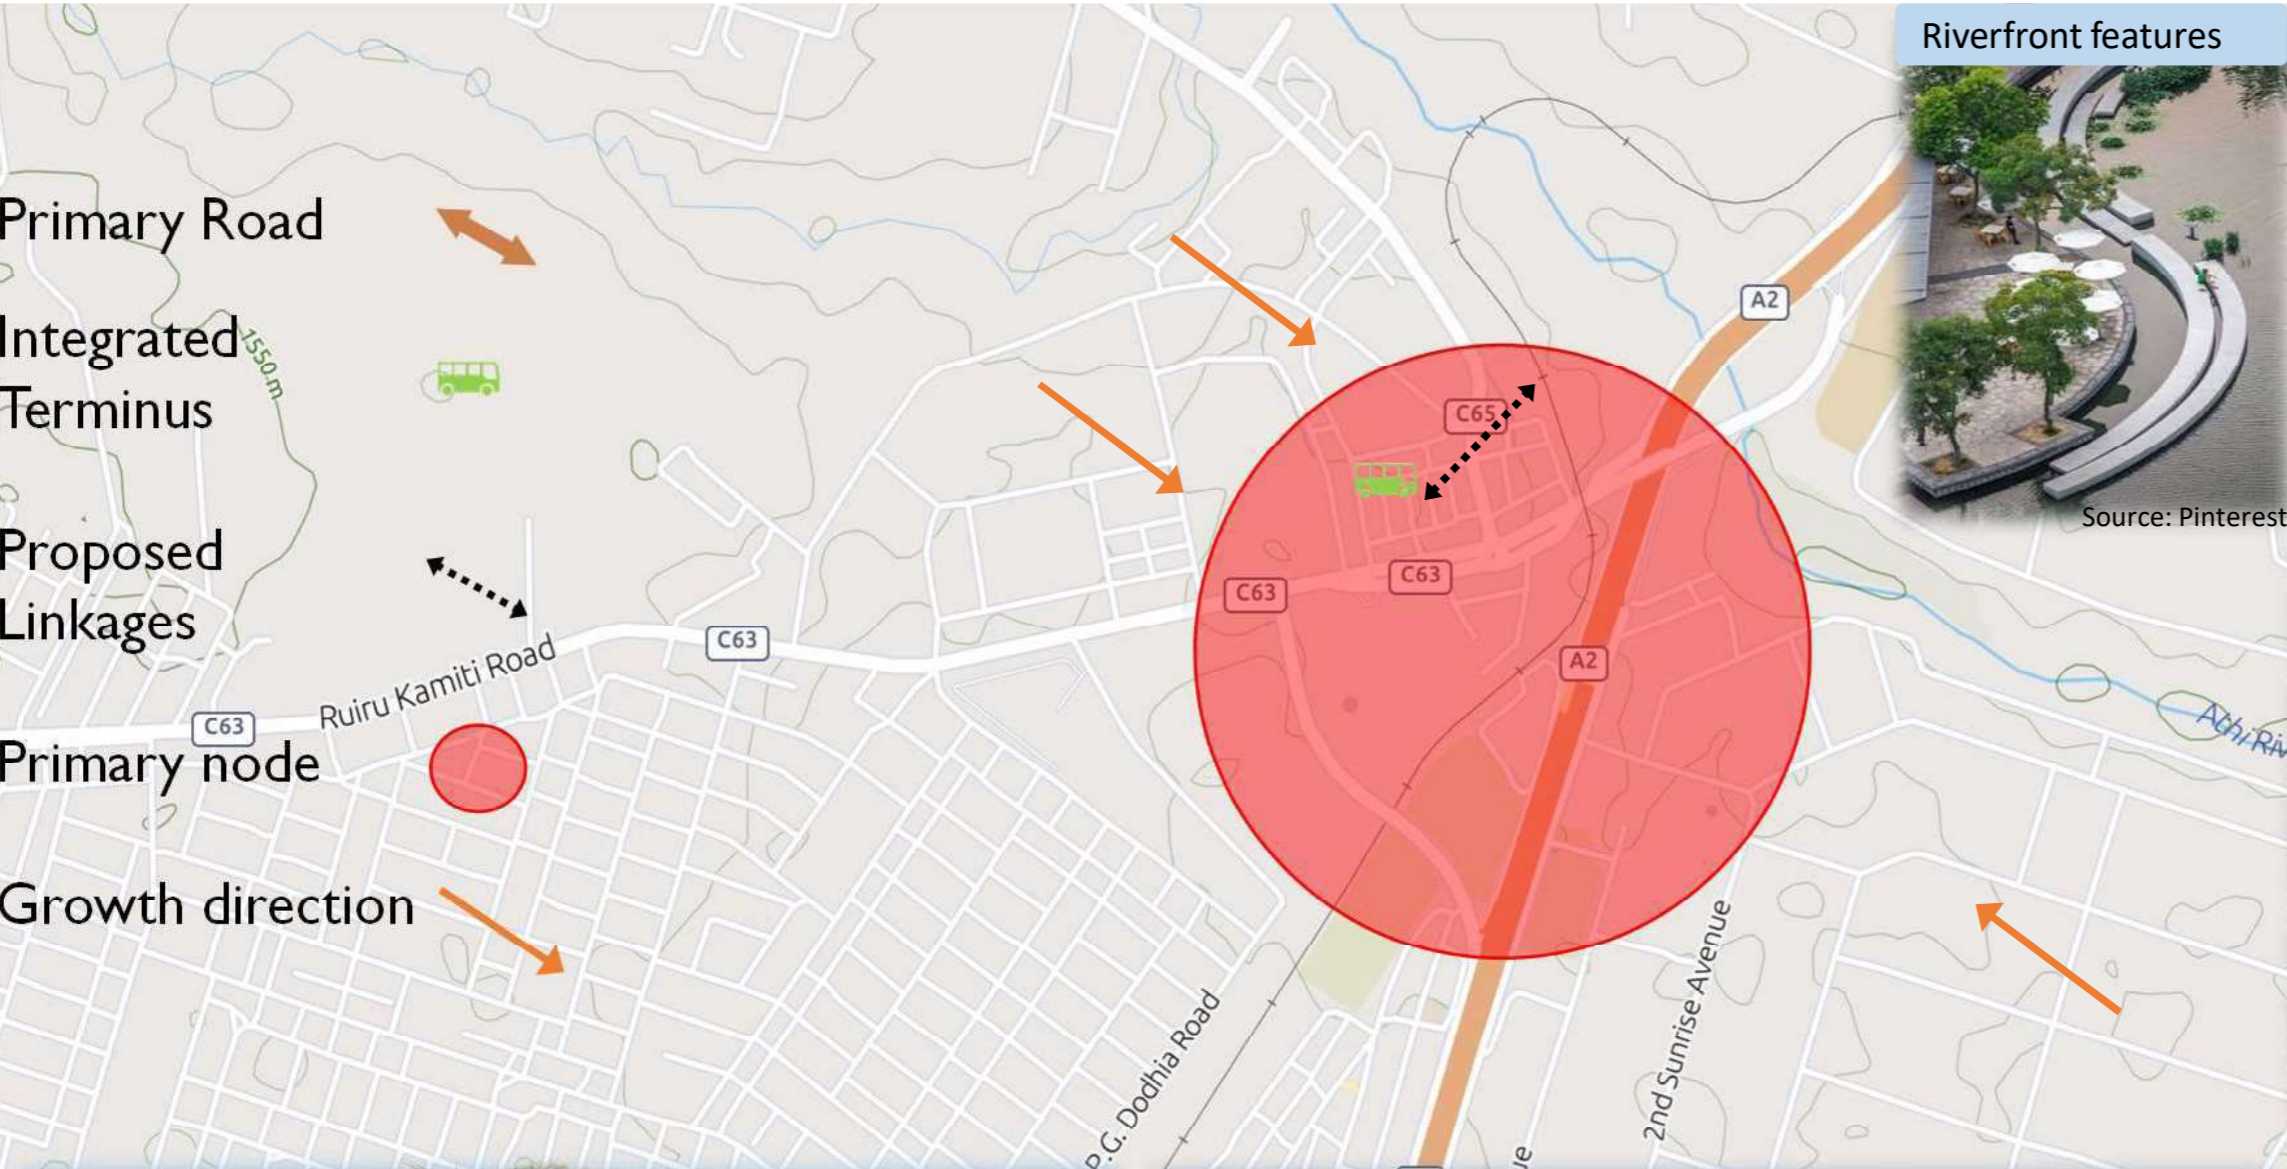 Riverfront features
Primary Road
A2
Integrated
Terminus
1550 m
C65
Source: Pinterest
Proposed
Linkages
C63
C63
C63
Ruiru Kamiti Road
A2
C63
Primary node
Growth direction
2nd Sunrise Avenue
P.G. Dodhia Road